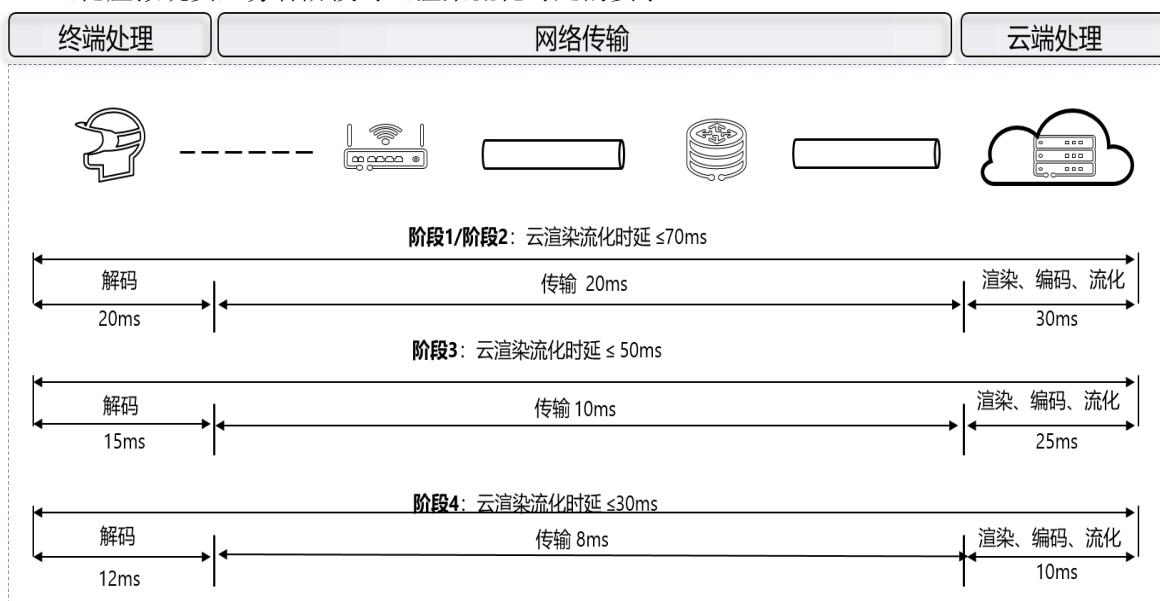 终端处理
网络传输
云端处理
阶段1/阶段2：云渲染流化时延 ≤70ms
解码
传输 20ms
渲染、编码、流化
20ms
30ms
阶段3：云渲染流化时延 ≤ 50ms
解码
传输 10ms
渲染、编码、流化
15ms
25ms
阶段4：云渲染流化时延 ≤30ms
解码
传输 8ms
渲染、编码、流化
12ms
10ms